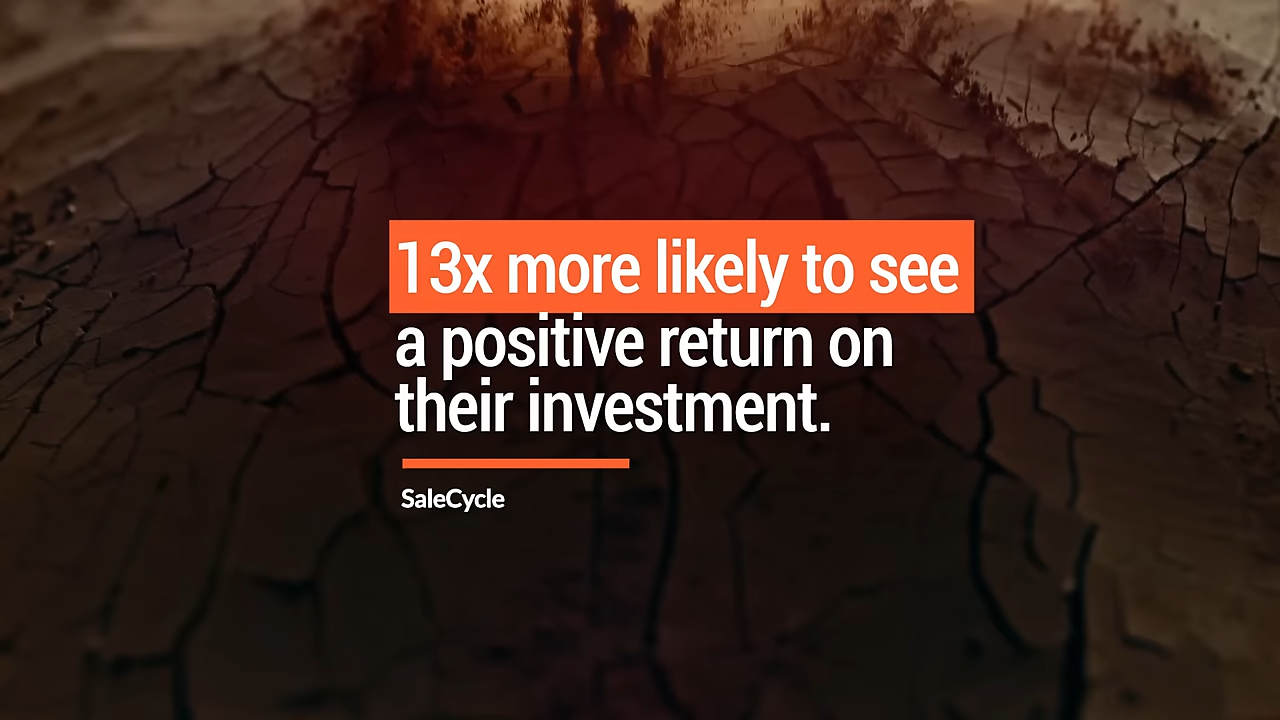 13x more likely to see
a positive return on
their investment.
SaleCycle